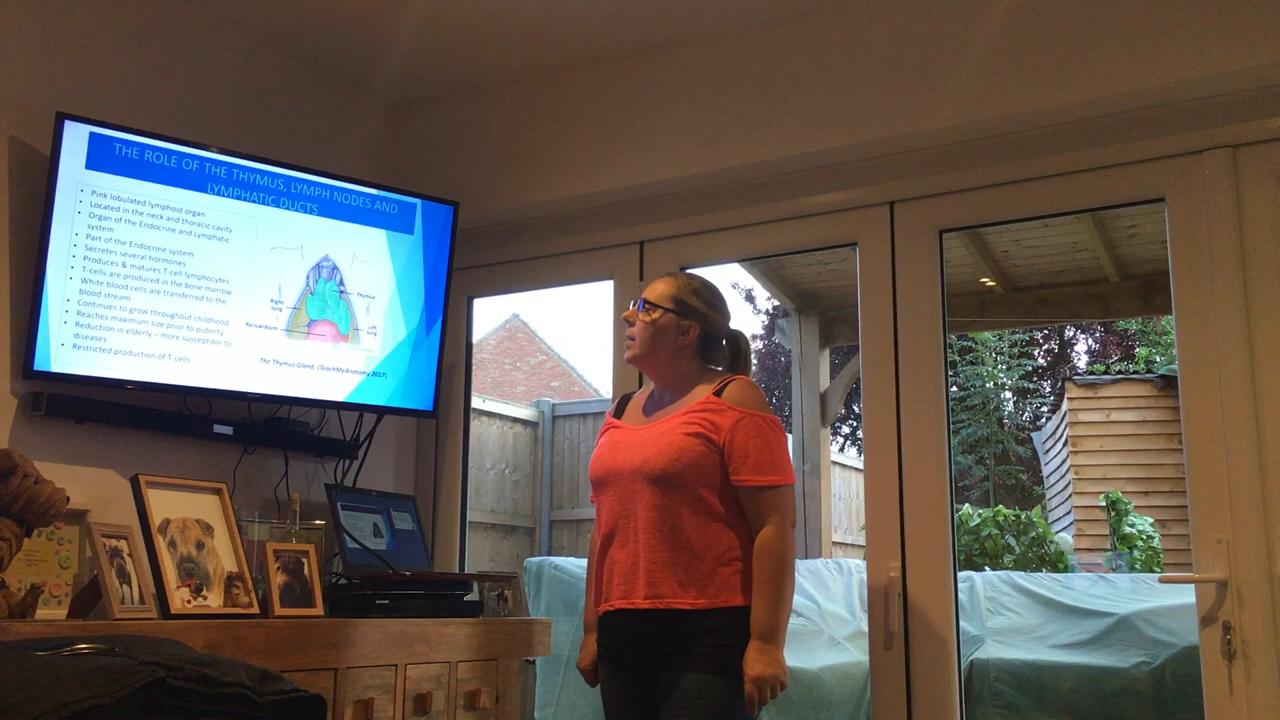 THE ROLE OF THE THYMUS, LYMPH NODES AND
LYMPHATIC DUCTS
• Pink lobulated lymphoid organ
• Located in the neck and thoracic cavity
• Organ of the Endocrine and Lymphatic
system
• Part of the Endocrine system
• Secretes several hormones
• Produces & matures T-cell lymphocytes
• T-cells are produced in the bone marrow
• White blood cells are transferred to the
blood stream
• Continues to grow throughout childhood
• Reaches maximum size prior to puberty
• Reduction in elderly – more susceptible to
diseases
• Restricted production of T-cells
Thymus
Right
lung
Left
lung
Pericardium
The Thymus Gland, (TeachMeAnatomy, 2017)